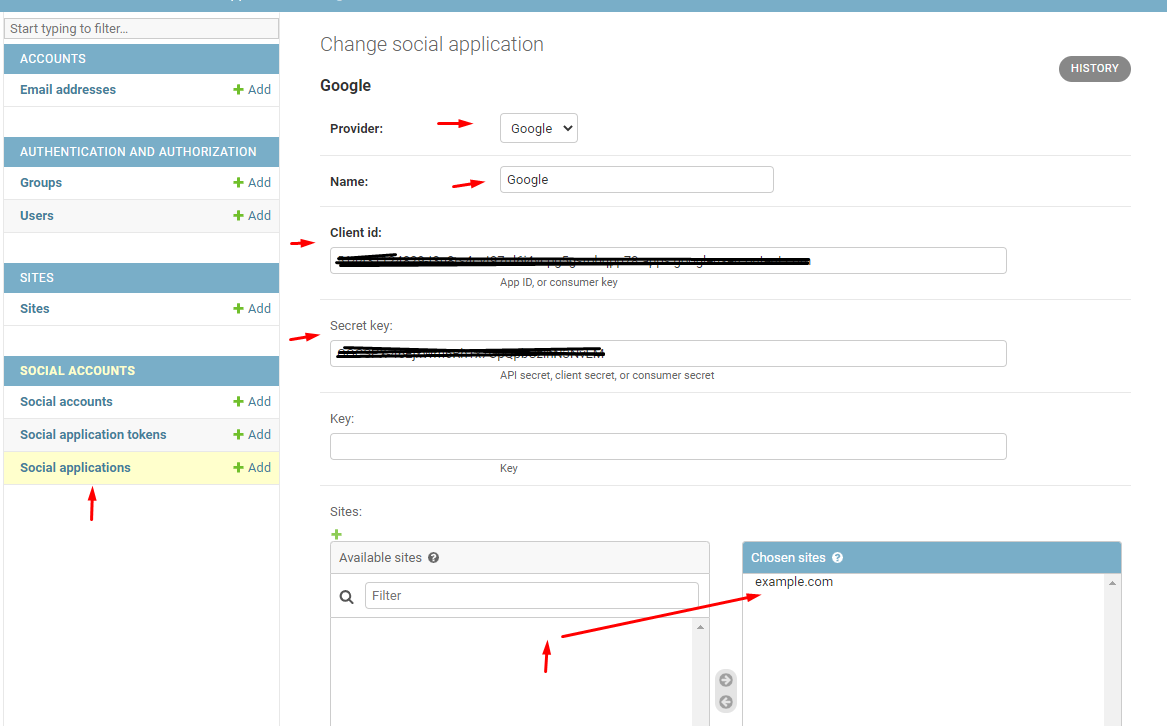 Start typing to filter...
ACCOUNTS
Email addresses
Add
AUTHENTICATION AND AUTHORIZATION
Groups
Add
Users
Add
SITES
Sites
Add
SOCIAL ACCOUNTS
Social accounts
Add
Social application tokens
Add
Social applications
Add
Change social application
HISTORY
Google
Provider:
Google
Name:
Google
Client id:
App ID, or consumer key
Secret key:
API secret, client secret, or consumer secret
Key:
Key
Sites:
Available sites
Filter
Chosen sites
example.com